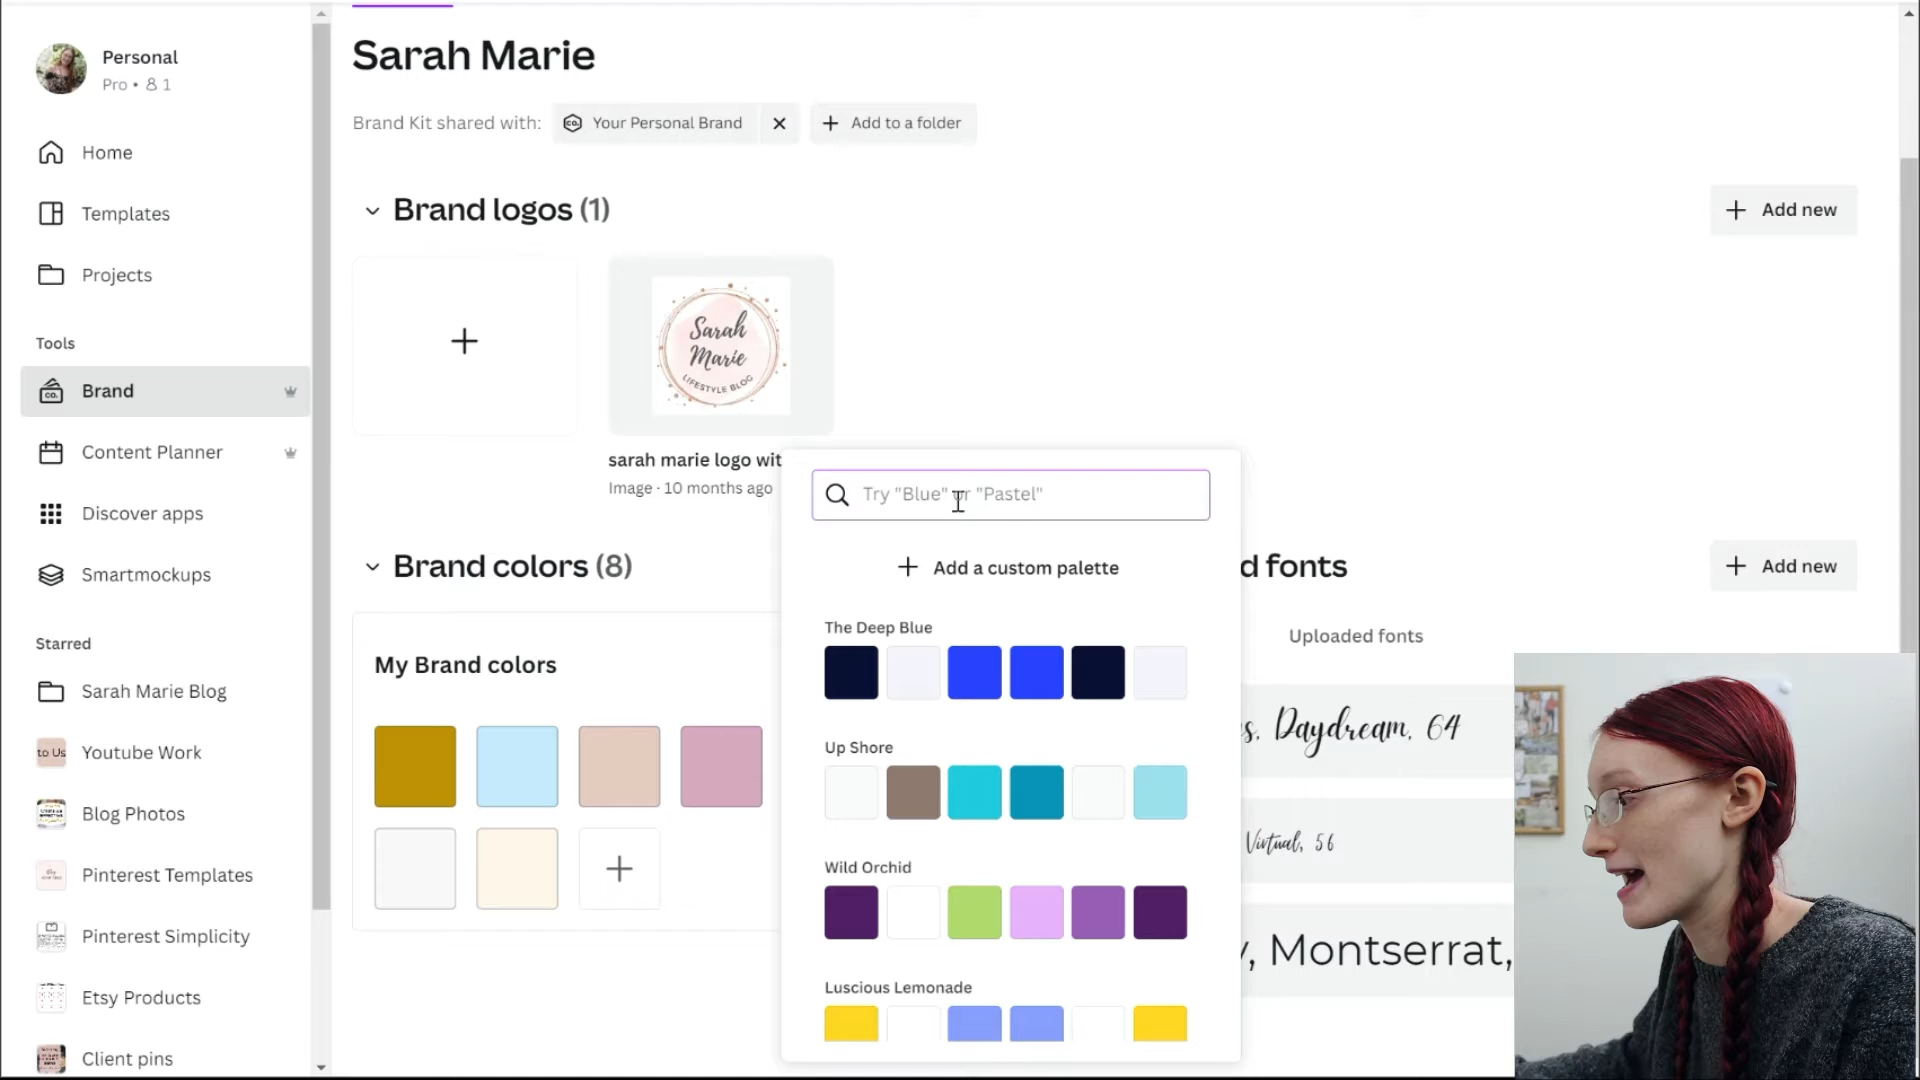 Personal
Pro • 1
Home
Templates
Projects
Tools
Brand
Content Planner
Discover apps
Smartmockups
Starred
Sarah Marie Blog
to Us
Youtube Work
Blog Photos
Pinterest Templates
Pinterest Simplicity
Etsy Products
Client pins
Sarah Marie
Brand Kit shared with:
CO.
Your Personal Brand
Add to a folder
Brand logos (1)
Add new
Sarah
Marie
LIFESTYLE BLOG
sarah marie logo wit
Image · 10 months ago
Brand colors (8)
My Brand colors
Try "Blue" or "Pastel"
Add a custom palette
The Deep Blue
Up Shore
Wild Orchid
Luscious Lemonade
d fonts
Add new
Uploaded fonts
s, Daydream, 64
Virtual, 56
y, Montserrat,